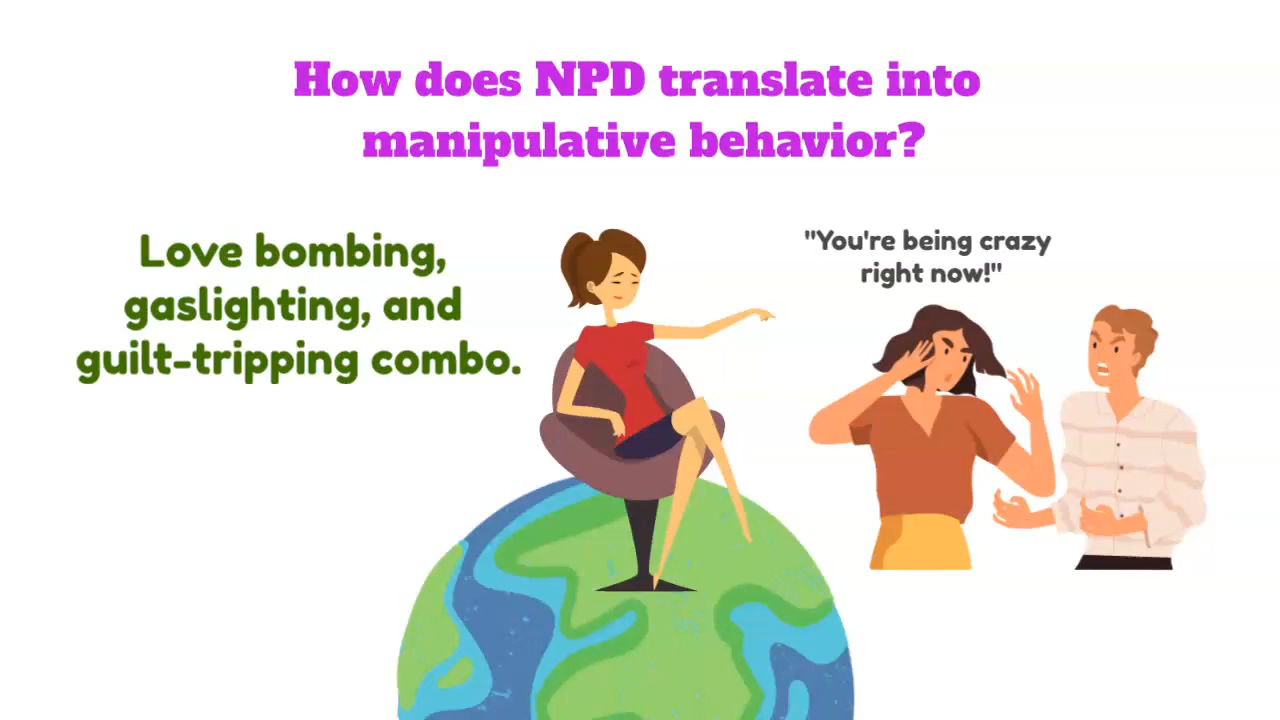 How does NPD translate into
manipulative behavior?
Love bombing,
gaslighting, and
guilt-tripping combo.
"You're being crazy
right now!"